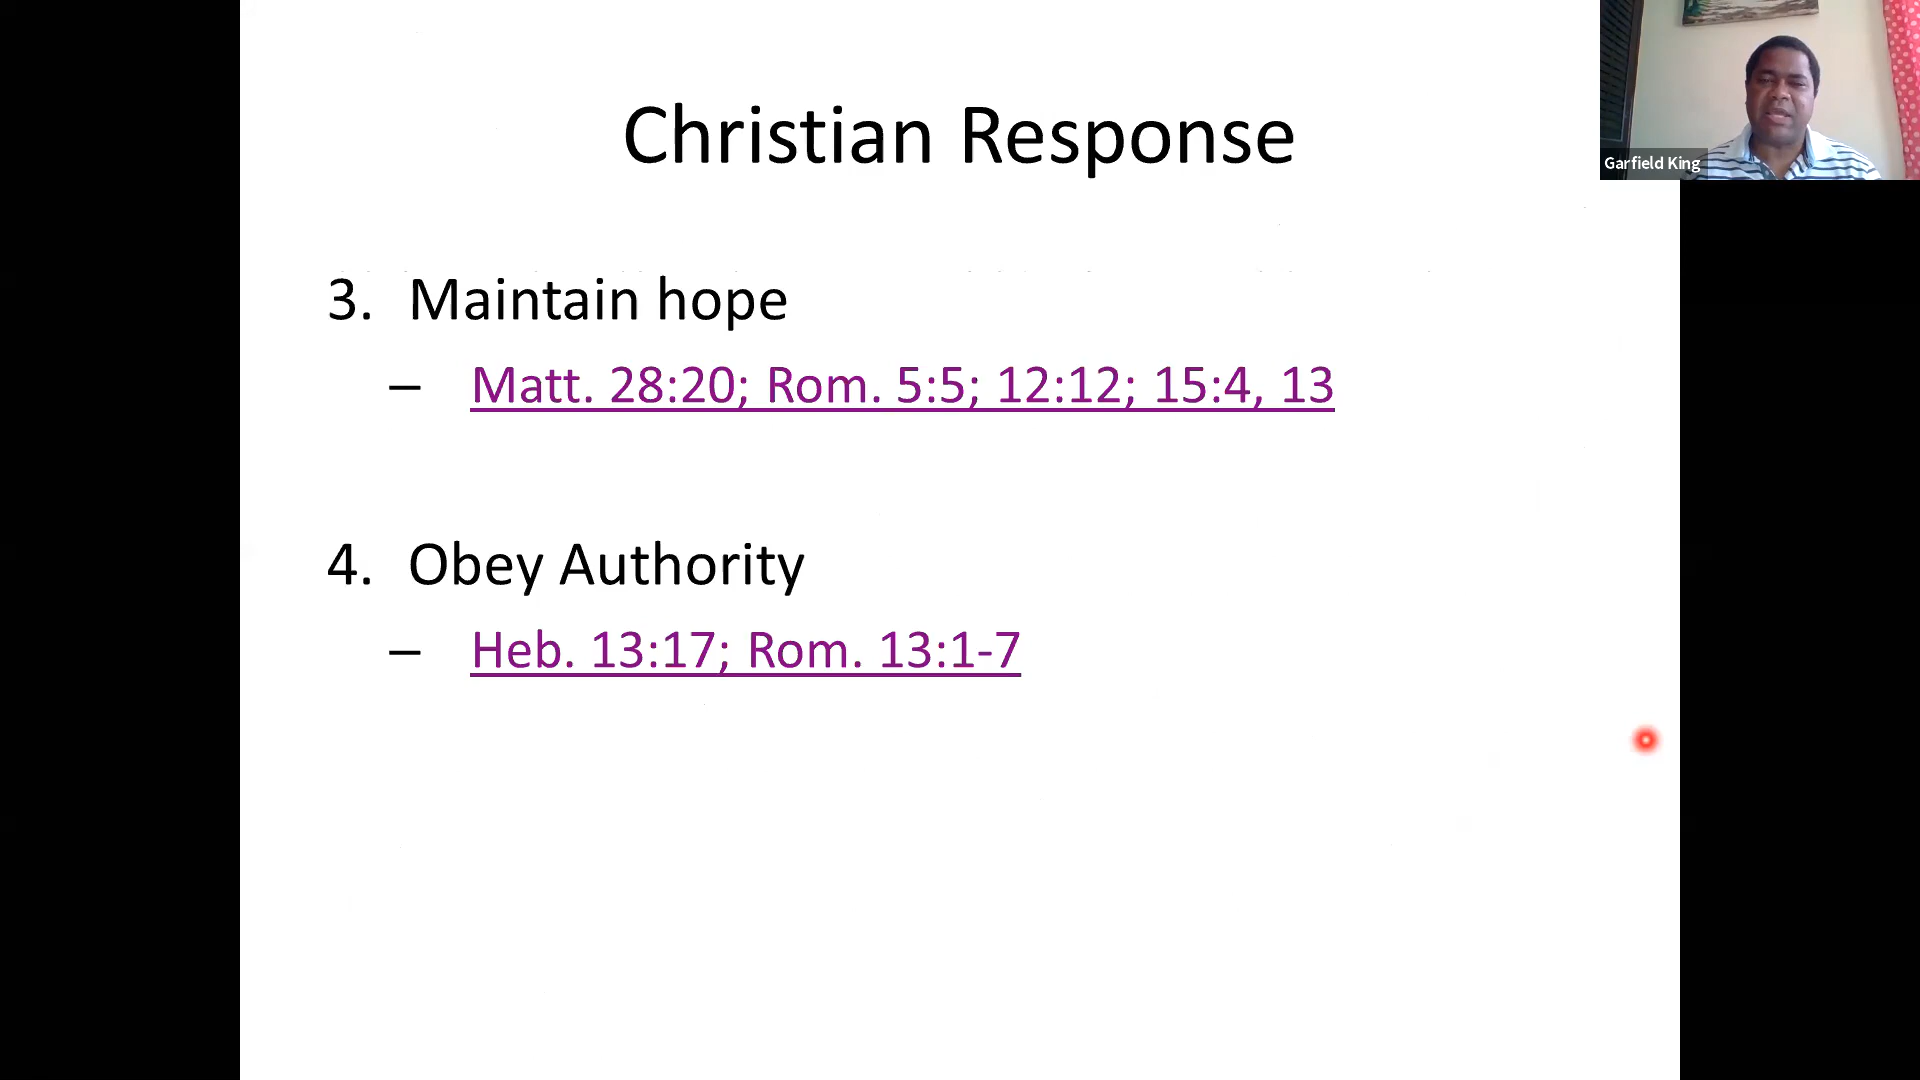 Christian Response
Garfield King
3. Maintain hope
– Matt. 28:20; Rom. 5:5; 12:12; 15:4, 13
4. Obey Authority
– Heb. 13:17; Rom. 13:1-7